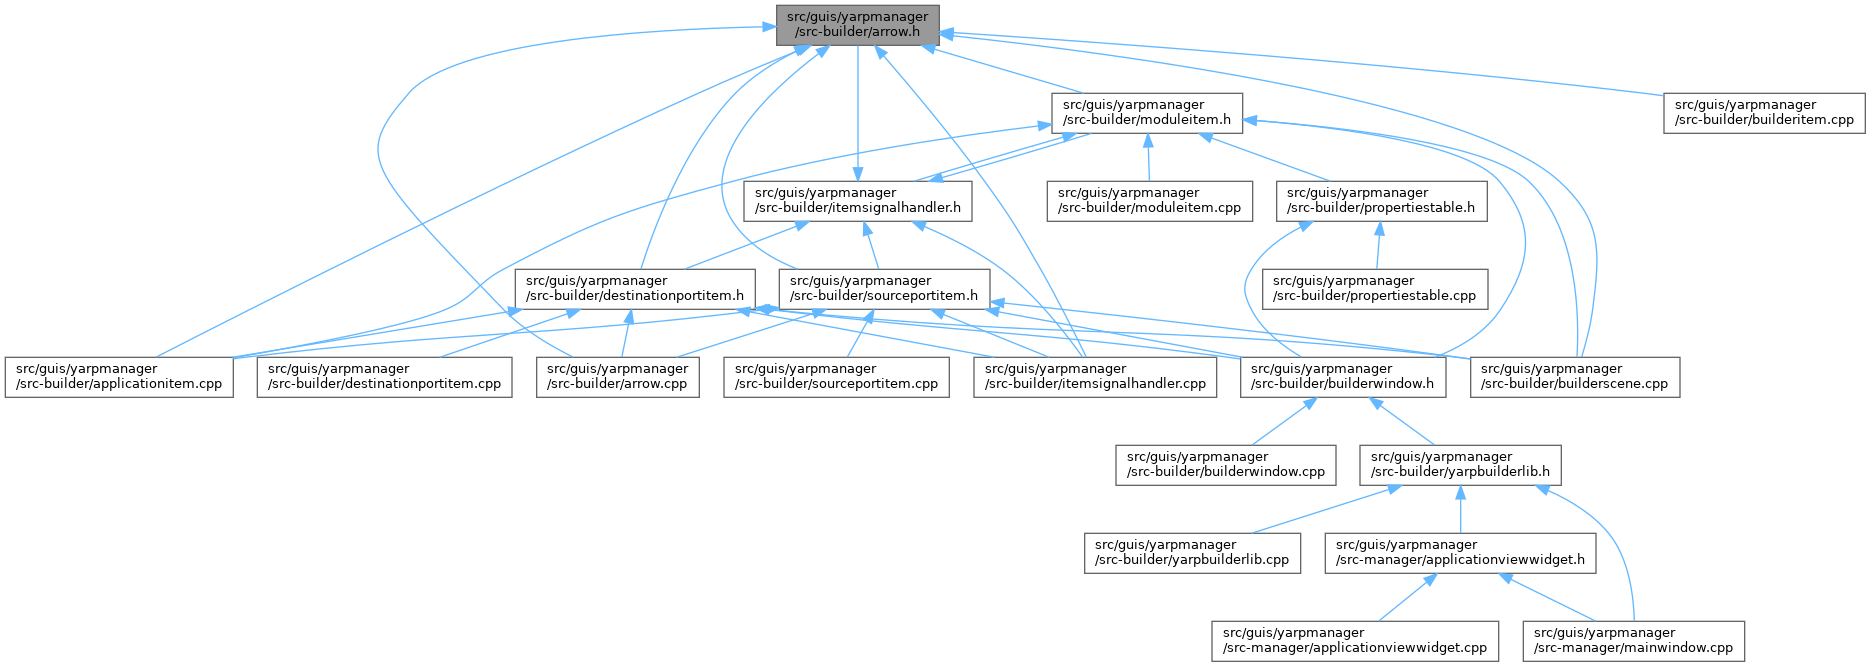 src/guis/yarpmanager
/src-builder/arrow.h
src/guis/yarpmanager
/src-builder/moduleitem.h
src/guis/yarpmanager
/src-builder/builderitem.cpp
src/guis/yarpmanager
/src-builder/itemsignalhandler.h
src/guis/yarpmanager
/src-builder/moduleitem.cpp
src/guis/yarpmanager
/src-builder/propertiestable.h
src/guis/yarpmanager
/src-builder/destinationportitem.h
src/guis/yarpmanager
/src-builder/sourceportitem.h
src/guis/yarpmanager
/src-builder/propertiestable.cpp
src/guis/yarpmanager
/src-builder/applicationitem.cpp
src/guis/yarpmanager
/src-builder/destinationportitem.cpp
src/guis/yarpmanager
/src-builder/arrow.cpp
src/guis/yarpmanager
/src-builder/sourceportitem.cpp
src/guis/yarpmanager
/src-builder/itemsignalhandler.cpp
src/guis/yarpmanager
/src-builder/builderwindow.h
src/guis/yarpmanager
/src-builder/builderscene.cpp
src/guis/yarpmanager
/src-builder/builderwindow.cpp
src/guis/yarpmanager
/src-builder/yarpbuilderlib.h
src/guis/yarpmanager
/src-builder/yarpbuilderlib.cpp
src/guis/yarpmanager
/src-manager/applicationviewwidget.h
src/guis/yarpmanager
/src-manager/applicationviewwidget.cpp
src/guis/yarpmanager
/src-manager/mainwindow.cpp